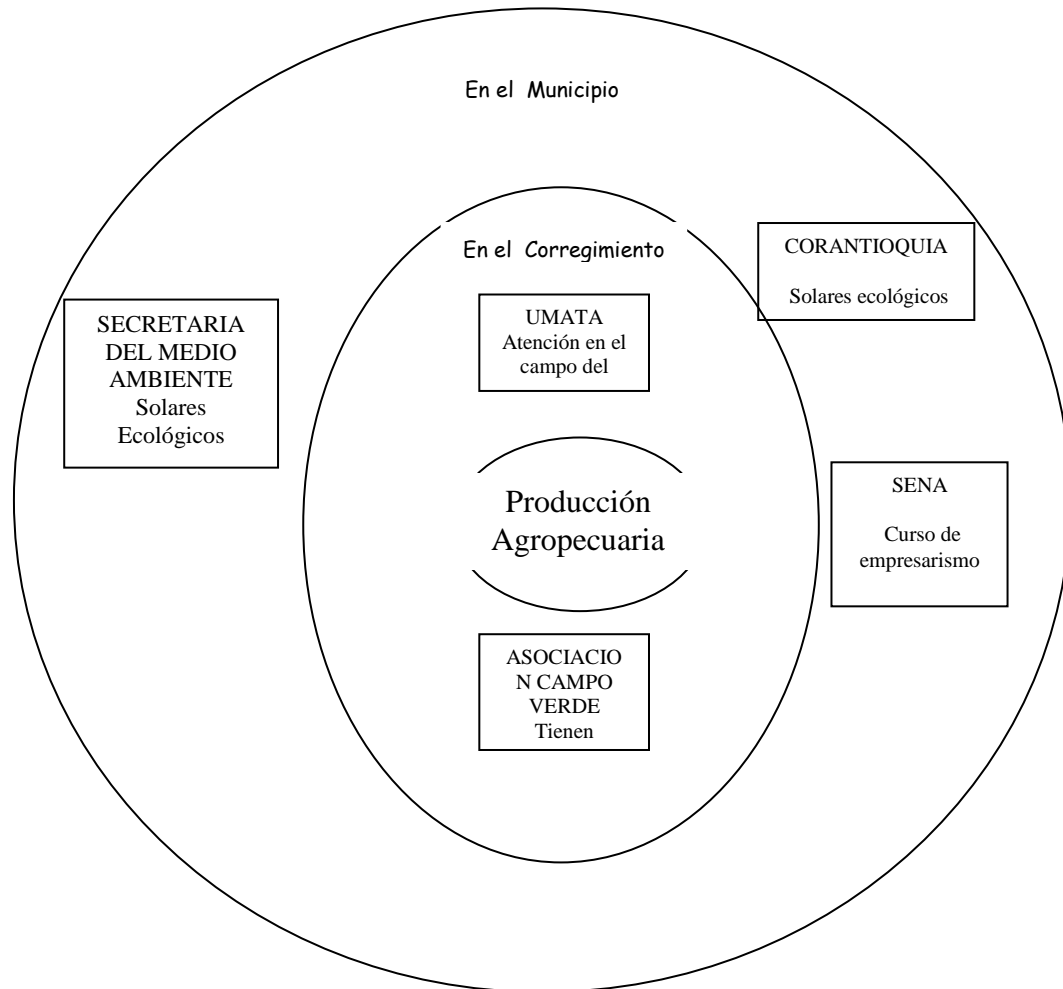 En el Municipio
En el Corregimiento
CORANTIOQUIA
Solares ecológicos
SECRETARIA
DEL MEDIO
AMBIENTE
Solares
Ecológicos
UMATA
Atención en el
campo del
Producción
Agropecuaria
SENA
Curso de
empresarismo
ASOCIACIO
N CAMPO
VERDE
Tienen